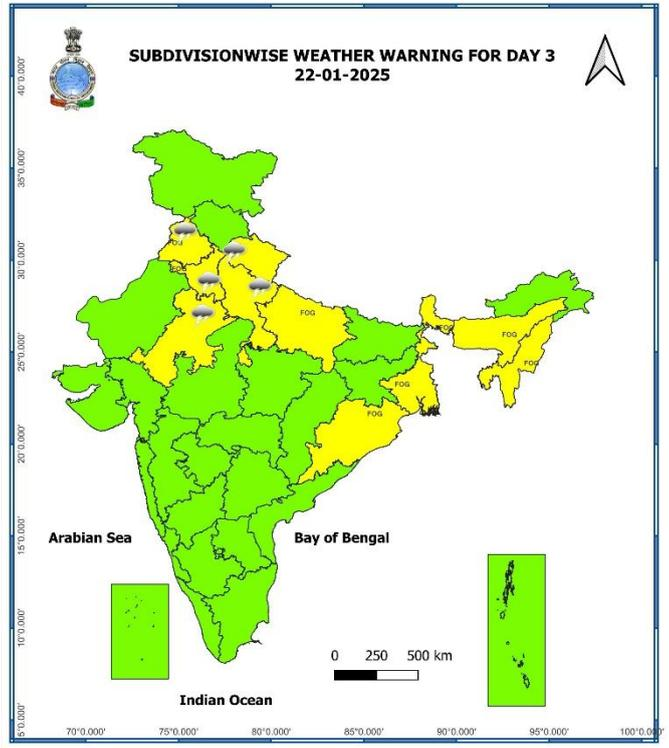 SUBDIVISIONWISE WEATHER WARNING FOR DAY 3
22-01-2025
40°0.000'
35°0.000'
30°0.000'
25°0.000'
20°0.000'
15°0.000'
10°0.000'
5°0.000'
FOG
FOG
FOG
FOG
FOG
FOG
FOG
FOG
Arabian Sea
Bay of Bengal
0 250 500 km
Indian Ocean
70°0.000' 75°0.000' 80°0.000' 85°0.000' 90°0.000' 95°0.000' 100°0.000'